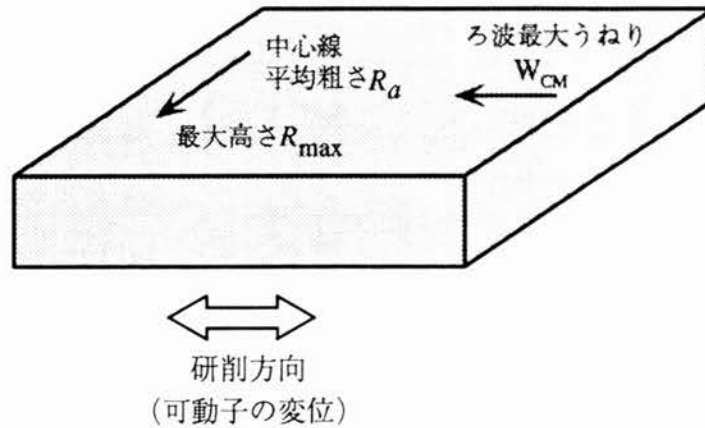 中心線
平均粗さRa
ろ波最大うねり
WCM
最大高さRmax
研削方向
(可動子の変位)